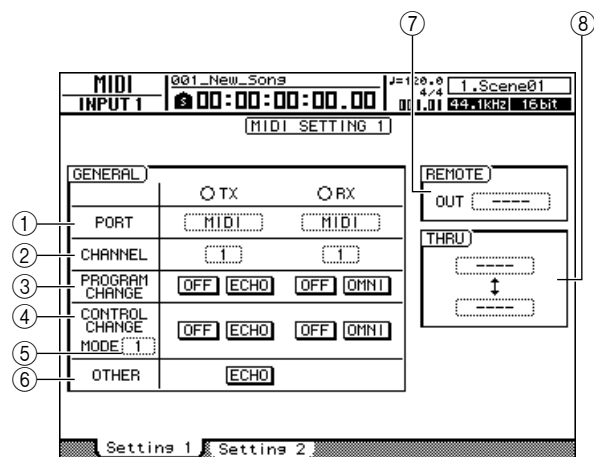 ⑦ ⑧
MIDI 001_New_Song ♩=120.0 1.Scene01
INPUT 1 S 00:00:00:00.00 4/4 001.01 44.1kHz 16bit
MIDI SETTING 1
GENERAL REMOTE
TX RX OUT ----
① PORT MIDI MIDI THRU
② CHANNEL 1 1 ----
③ PROGRAM CHANGE OFF ECHO OFF OMNI ↕
④ CONTROL CHANGE OFF ECHO OFF OMNI ----
⑤ MODE 1
⑥ OTHER ECHO
Setting 1 Setting 2